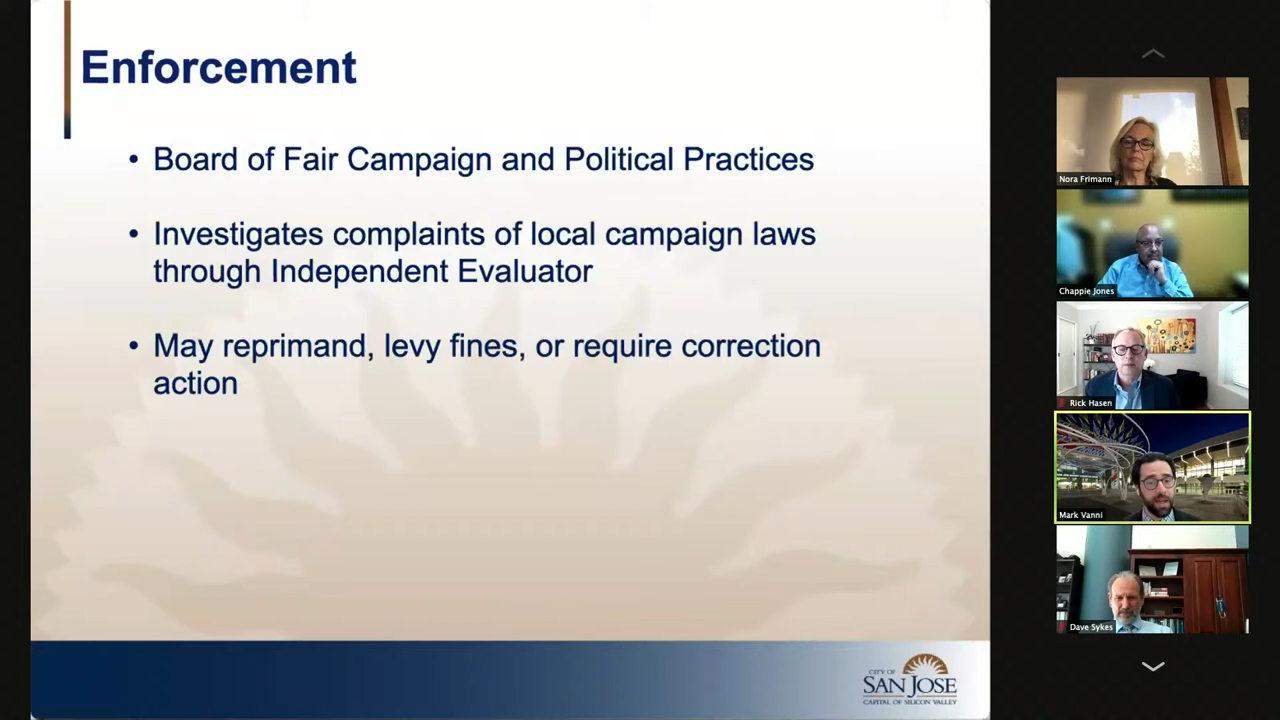 Enforcement
• Board of Fair Campaign and Political Practices
• Investigates complaints of local campaign laws
through Independent Evaluator
• May reprimand, levy fines, or require correction
action
CITY OF
SAN JOSE
CAPITAL OF SILICON VALLEY
Nora Frimann
Chappie Jones
Rick Hasen
Mark Vanni
Dave Sykes